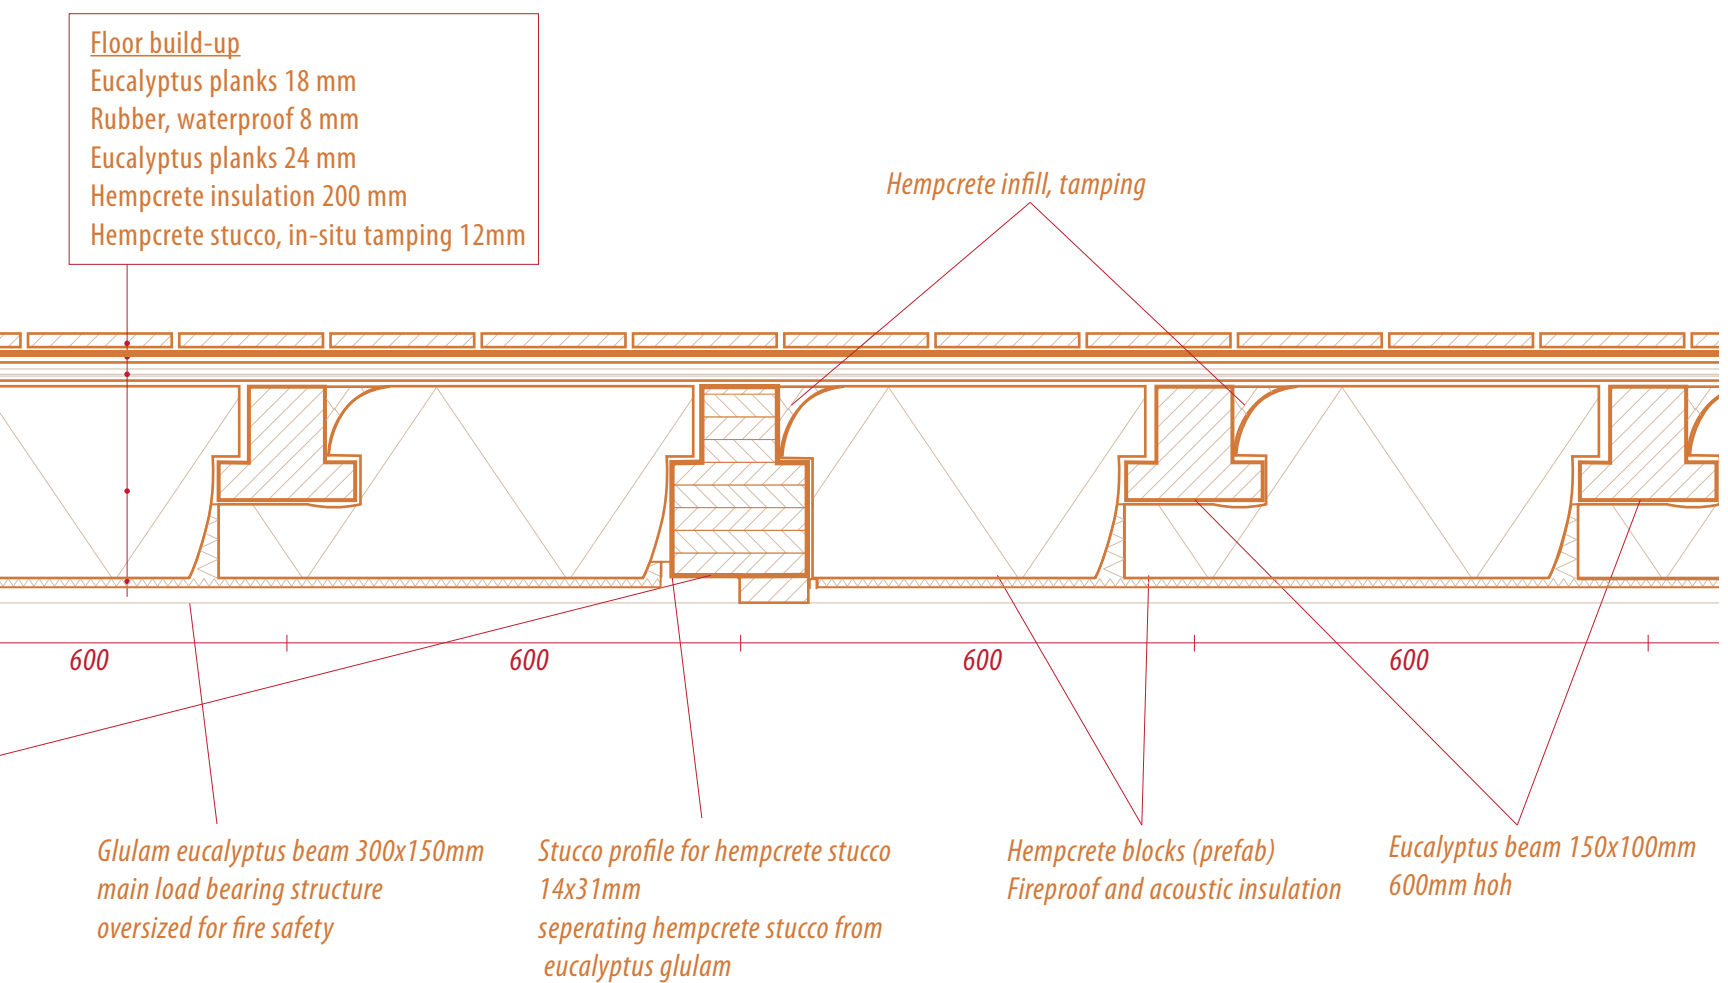 Floor build-up
Eucalyptus planks 18 mm
Rubber, waterproof 8 mm
Eucalyptus planks 24 mm
Hempcrete insulation 200 mm
Hempcrete stucco, in-situ tamping 12mm
Hempcrete infill, tamping
600
600
600
600
Glulam eucalyptus beam 300x150mm
main load bearing structure
oversized for fire safety
Stucco profile for hempcrete stucco
14x31mm
seperating hempcrete stucco from
eucalyptus glulam
Hempcrete blocks (prefab)
Fireproof and acoustic insulation
Eucalyptus beam 150x100mm
600mm hoh